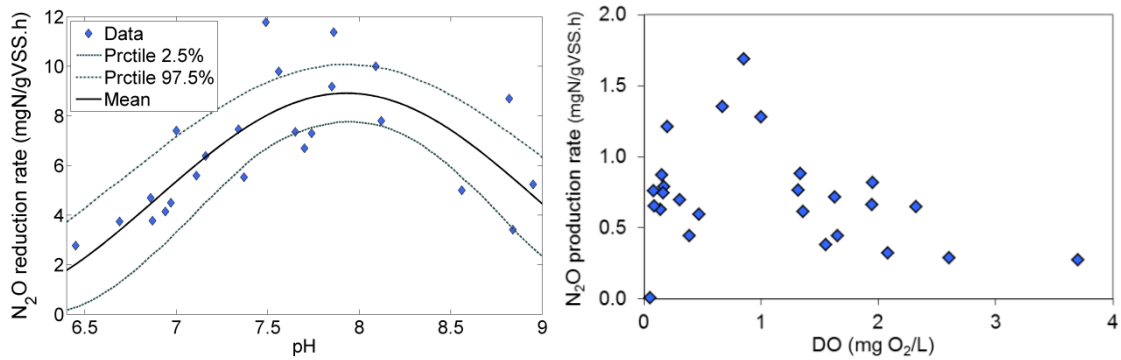 N2O reduction rate (mgN/gVSS.h)
12
10
8
6
4
2
0
Data
Prctile 2.5%
Prctile 97.5%
Mean
6.5 7 7.5 8 8.5 9
pH
N2O production rate (mgN/gVSS.h)
2.0
1.5
1.0
0.5
0.0
0 1 2 3 4
DO (mg O2/L)